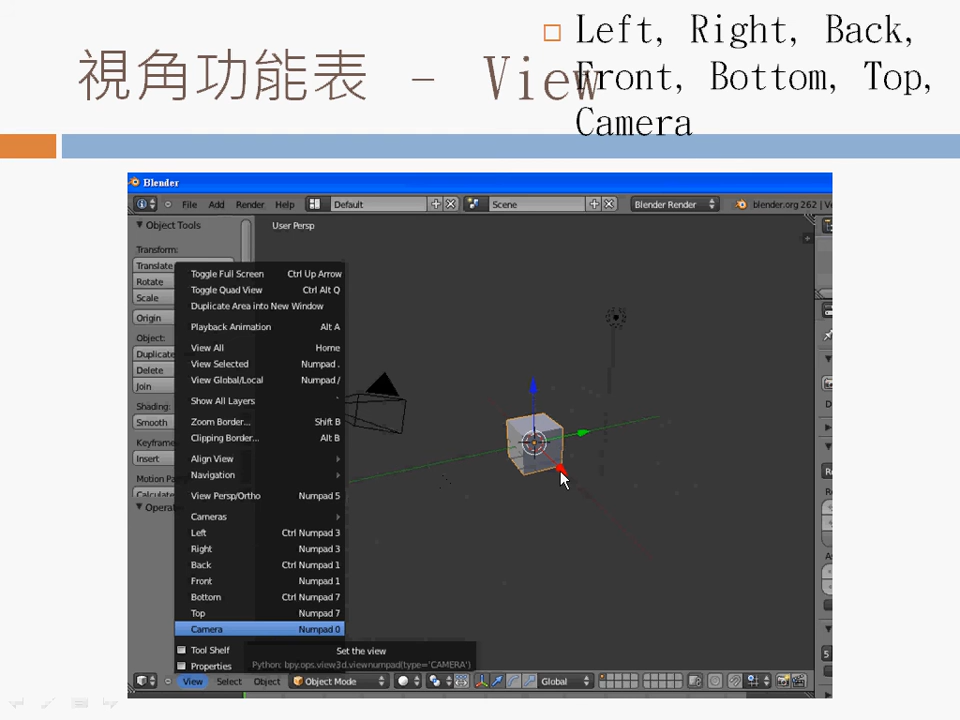 視角功能表 - View
Left, Right, Back,
Front, Bottom, Top,
Camera
Blender
File Add Render Help Default Scene Blender Render blender.org 262
Object Tools
User Persp
Transform:
Translate
Rotate
Scale
Origin
Object:
Duplicate
Delete
Join
Shading:
Smooth
Keyframe
Insert
Motion Pa
Calculate
Operat
Toggle Full Screen Ctrl Up Arrow
Toggle Quad View Ctrl Alt Q
Duplicate Area into New Window
Playback Animation Alt A
View All Home
View Selected Numpad .
View Global/Local Numpad /
Show All Layers `
Zoom Border... Shift B
Clipping Border... Alt B
Align View
Navigation
View Persp/Ortho Numpad 5
Cameras
Left Ctrl Numpad 3
Right Numpad 3
Back Ctrl Numpad 1
Front Numpad 1
Bottom Ctrl Numpad 7
Top Numpad 7
Camera Numpad 0
Tool Shelf
Properties
Set the view
Python: bpy.ops.view3d.viewnumpad(type='CAMERA')
View Select Object Object Mode Global